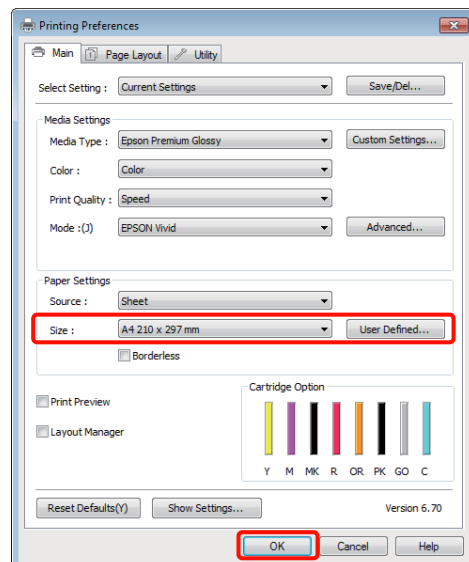 Printing Preferences
Main Page Layout Utility
Select Setting : Current Settings Save/Del...
Media Settings
Media Type : Epson Premium Glossy Custom Settings...
Color : Color
Print Quality : Speed
Mode :(J) EPSON Vivid Advanced...
Paper Settings
Source : Sheet
Size : A4 210 x 297 mm User Defined...
Borderless
Print Preview
Layout Manager
Cartridge Option
Y M MK R OR PK GO C
Reset Defaults(Y) Show Settings... Version 6.70
OK Cancel Help